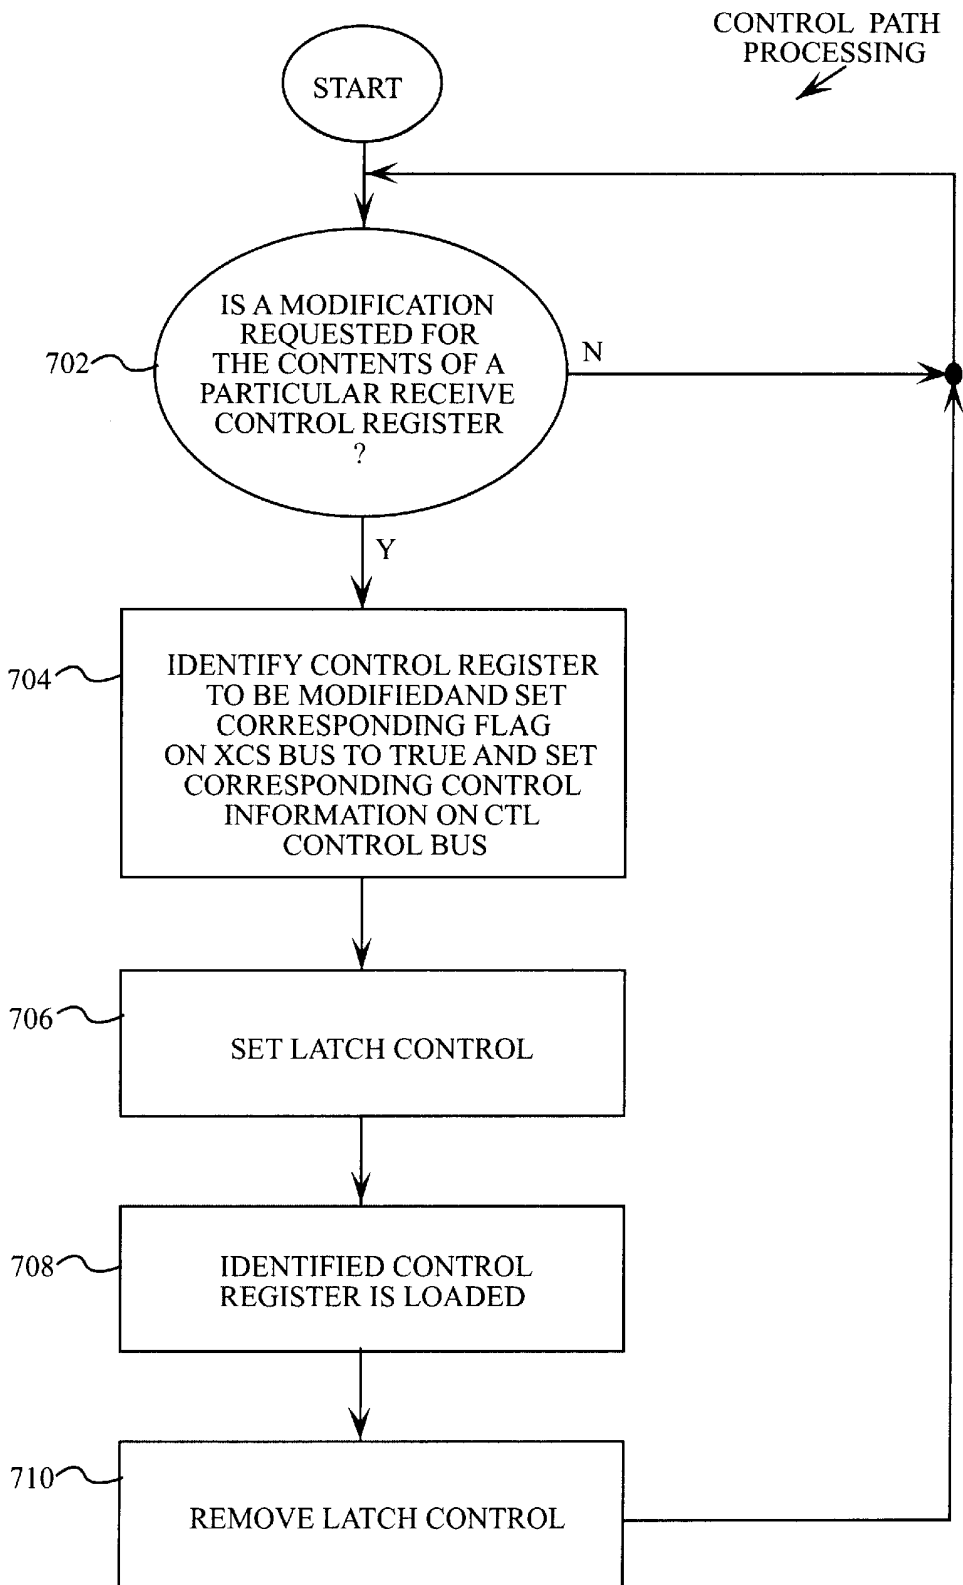 CONTROL PATH
PROCESSING
START
IS A MODIFICATION
REQUESTED FOR
THE CONTENTS OF A
PARTICULAR RECEIVE
CONTROL REGISTER
?
702
N
Y
704
IDENTIFY CONTROL REGISTER
TO BE MODIFIEDAND SET
CORRESPONDING FLAG
ON XCS BUS TO TRUE AND SET
CORRESPONDING CONTROL
INFORMATION ON CTL
CONTROL BUS
706
SET LATCH CONTROL
708
IDENTIFIED CONTROL
REGISTER IS LOADED
710
REMOVE LATCH CONTROL